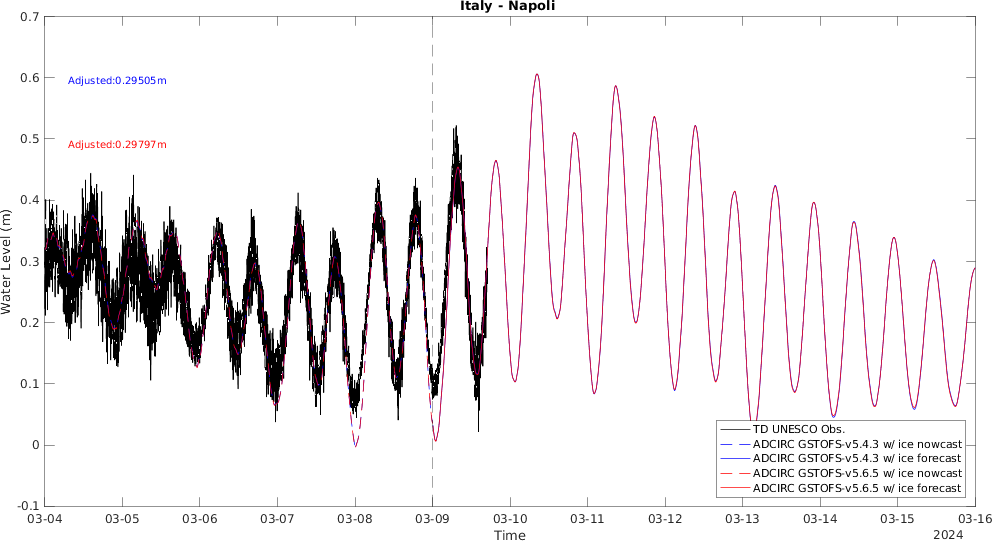 Italy - Napoli
0.7
0.6
0.5
0.4
0.3
0.2
0.1
0
-0.1
Water Level (m)
Adjusted:0.29505m
Adjusted:0.29797m
TD UNESCO Obs.
ADCIRC GSTOFS-v5.4.3 w/ ice nowcast
ADCIRC GSTOFS-v5.4.3 w/ ice forecast
ADCIRC GSTOFS-v5.6.5 w/ ice nowcast
ADCIRC GSTOFS-v5.6.5 w/ ice forecast
03-04 03-05 03-06 03-07 03-08 03-09 03-10 03-11 03-12 03-13 03-14 03-15 03-16
Time
2024